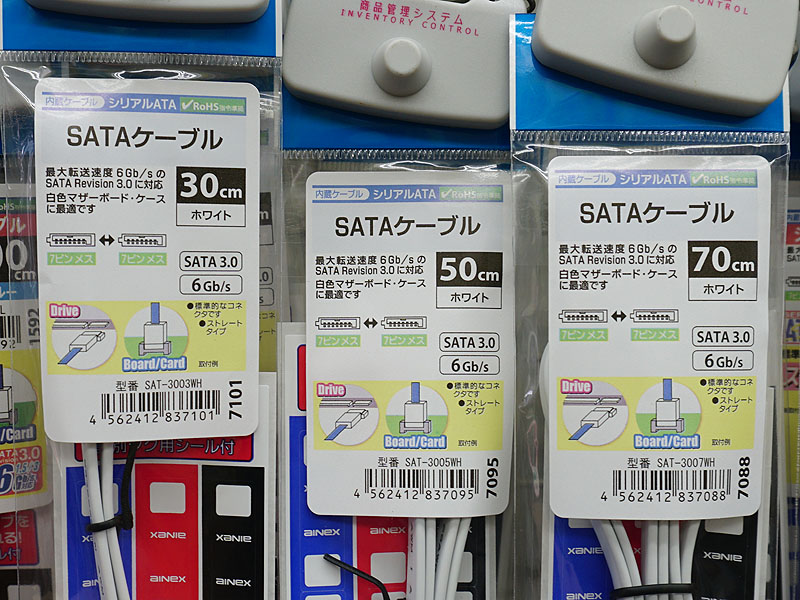 商品管理システム
INVENTORY CONTROL
CONTROL
内蔵ケーブル シリアルATA ✓RoHS指令準拠
SATAケーブル
最大転送速度 6Gb/sの
SATA Revision 3.0に対応
白色マザーボード・ケース
に最適です
30cm
ホワイト
7ピンメス ↔ 7ピンメス
SATA 3.0
6Gb/s
Drive
Board/Card
●標準的なコネ
クタです
●ストレート
タイプ
取付例
型番 SAT-3003WH
4 562412 837101
7101
内蔵ケーブル シリアルATA ✓RoHS指令準拠
SATAケーブル
最大転送速度 6Gb/sの
SATA Revision 3.0に対応
白色マザーボード・ケース
に最適です
50cm
ホワイト
7ピンメス ↔ 7ピンメス
SATA 3.0
6Gb/s
Drive
Board/Card
●標準的なコネ
クタです
●ストレート
タイプ
取付例
型番 SAT-3005WH
4 562412 837095
7095
内蔵ケーブル シリアルATA ✓RoHS指令準拠
SATAケーブル
最大転送速度 6Gb/sの
SATA Revision 3.0に対応
白色マザーボード・ケース
に最適です
70cm
ホワイト
7ピンメス ↔ 7ピンメス
SATA 3.0
6Gb/s
Drive
Board/Card
●標準的なコネ
クタです
●ストレート
タイプ
取付例
型番 SAT-3007WH
4 562412 837088
7088
用シール付
XANIE
XANIE
AINEX
AINEX
AINEX
AINEX
XANIE
XANIE
XANIE
AINEX
AINEX
1592
d/Card